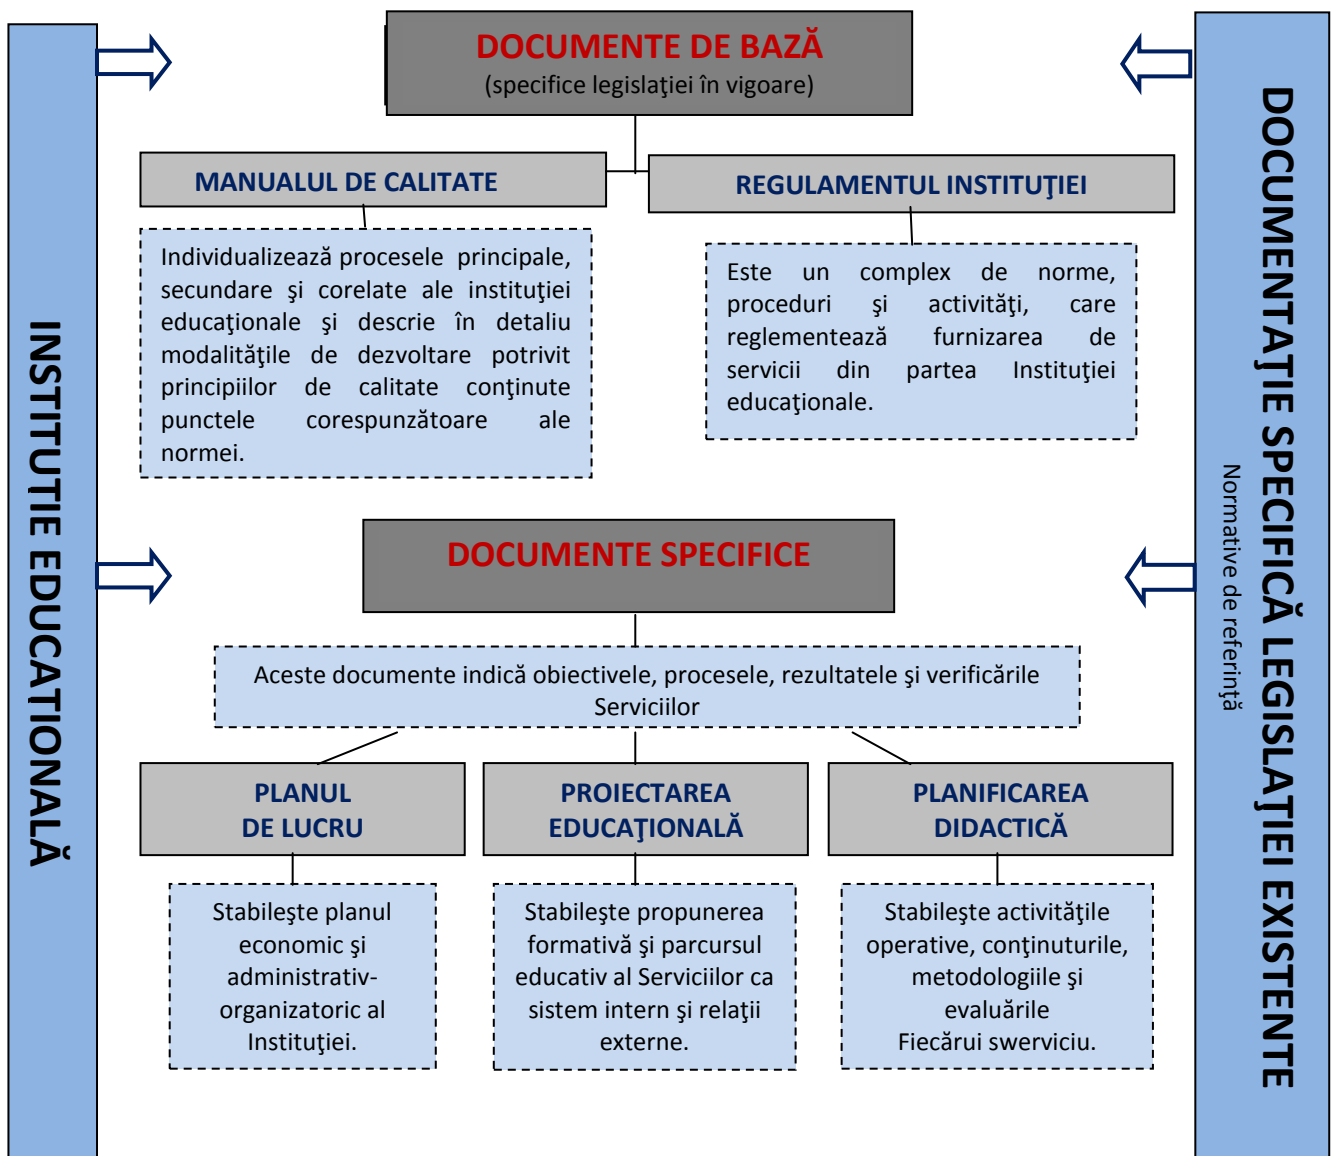 INSTITUTIE EDUCATIONALĂ
DOCUMENTE DE BAZĂ
(specifice legislaţiei în vigoare)
MANUALUL DE CALITATE
REGULAMENTUL INSTITUŢIEI
Individualizează procesele principale,
secundare şi corelate ale instituţiei
educaţionale şi descrie în detaliu
modalităţile de dezvoltare potrivit
principiilor de calitate conţinute
punctele corespunzătoare ale
normei.
Este un complex de norme,
proceduri şi activităţi, care
reglementează furnizarea de
servicii din partea Instituţiei
educaţionale.
DOCUMENTE SPECIFICE
Aceste documente indică obiectivele, procesele, rezultatele şi verificările
Serviciilor
PLANUL
DE LUCRU
PROIECTAREA
EDUCAŢIONALĂ
PLANIFICAREA
DIDACTICĂ
Stabileşte planul
economic şi
administrativ-
organizatoric al
Instituţiei.
Stabileşte propunerea
formativă şi parcursul
educativ al Serviciilor ca
sistem intern şi relaţii
externe.
Stabileşte activităţile
operative, conţinuturile,
metodologiile şi
evaluările
Fiecărui swerviciu.
DOCUMENTAŢIE SPECIFICĂ LEGISLAŢIEI EXISTENTE
Normative de referinţă